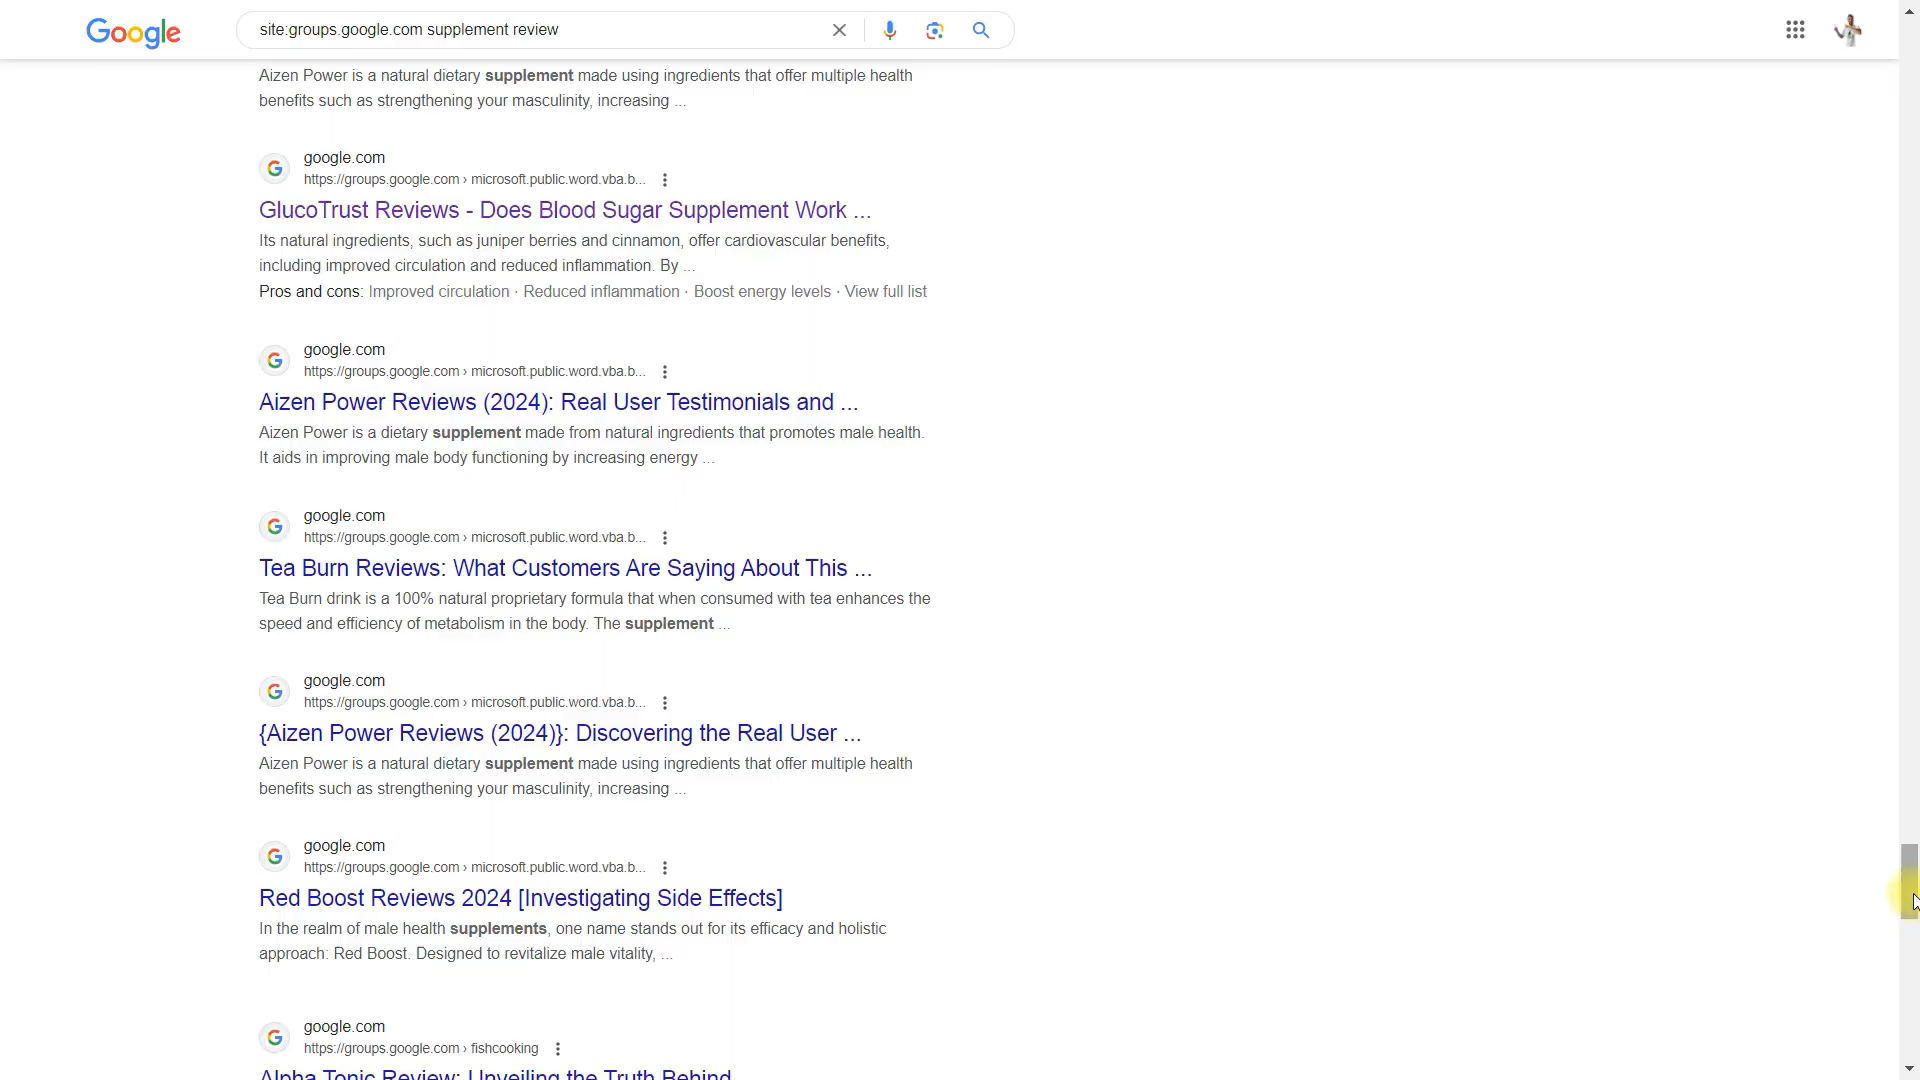 Google
site:groups.google.com supplement review
Aizen Power is a natural dietary supplement made using ingredients that offer multiple health
benefits such as strengthening your masculinity, increasing ...
google.com
https://groups.google.com › microsoft.public.word.vba.b...
GlucoTrust Reviews - Does Blood Sugar Supplement Work ...
Its natural ingredients, such as juniper berries and cinnamon, offer cardiovascular benefits,
including improved circulation and reduced inflammation. By ...
Pros and cons: Improved circulation · Reduced inflammation · Boost energy levels · View full list
google.com
https://groups.google.com › microsoft.public.word.vba.b...
Aizen Power Reviews (2024): Real User Testimonials and ...
Aizen Power is a dietary supplement made from natural ingredients that promotes male health.
It aids in improving male body functioning by increasing energy ...
google.com
https://groups.google.com › microsoft.public.word.vba.b...
Tea Burn Reviews: What Customers Are Saying About This ...
Tea Burn drink is a 100% natural proprietary formula that when consumed with tea enhances the
speed and efficiency of metabolism in the body. The supplement ...
google.com
https://groups.google.com › microsoft.public.word.vba.b...
{Aizen Power Reviews (2024)}: Discovering the Real User ...
Aizen Power is a natural dietary supplement made using ingredients that offer multiple health
benefits such as strengthening your masculinity, increasing ...
google.com
https://groups.google.com › microsoft.public.word.vba.b...
Red Boost Reviews 2024 [Investigating Side Effects]
In the realm of male health supplements, one name stands out for its efficacy and holistic
approach: Red Boost. Designed to revitalize male vitality, ...
google.com
https://groups.google.com › fishcooking
Alpha Tonic Review: Unveiling the Truth Behind